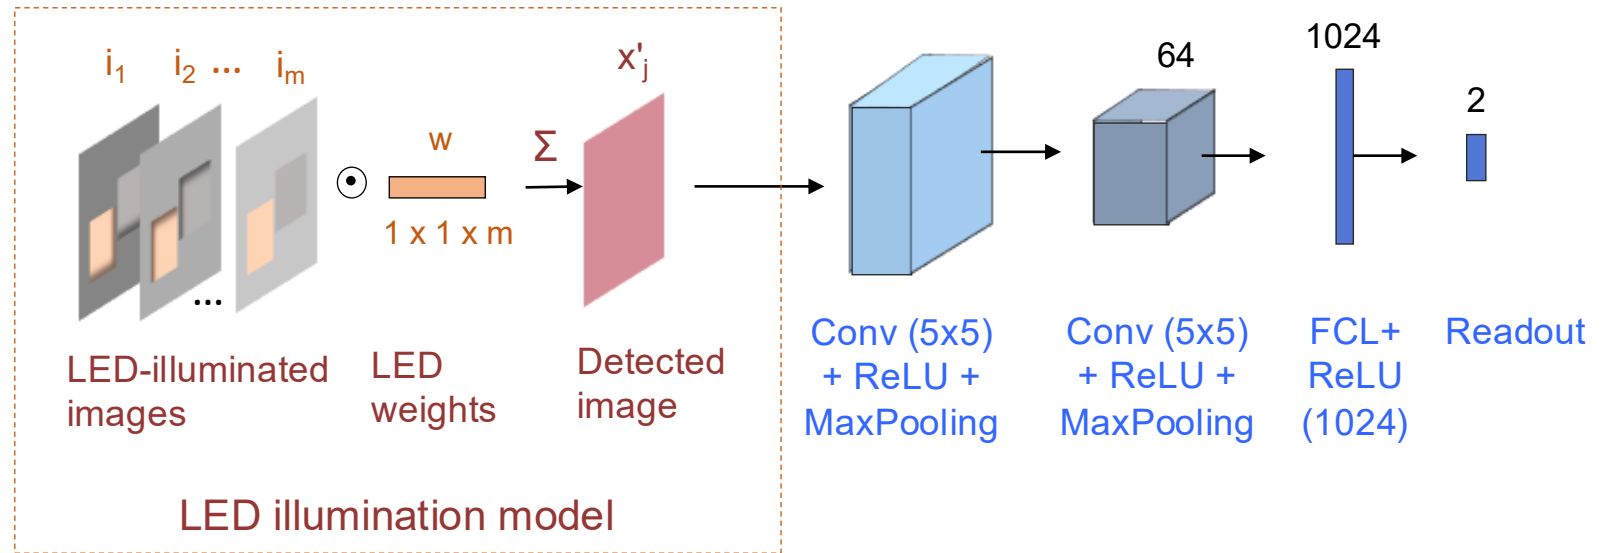 i1 i2 ... im
w
1 x 1 x m
Σ
x'j
...
LED-illuminated
images
LED
weights
Detected
image
LED illumination model
64
1024
2
Conv (5x5)
+ ReLU +
MaxPooling
Conv (5x5)
+ ReLU +
MaxPooling
FCL+
ReLU
(1024)
Readout